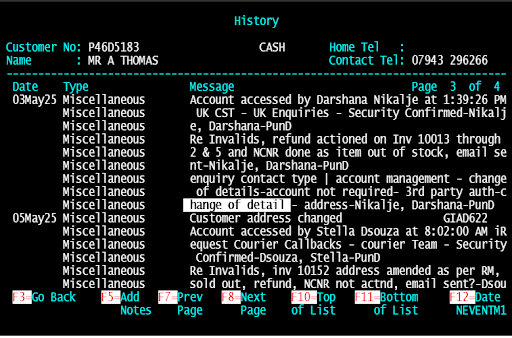 History
Customer No: P46D5183 CASH Home Tel :
Name : MR A THOMAS Contact Tel: 07943 296266
Date Type Message Page 3 of 4
03May25 Miscellaneous Account accessed by Darshana Nikalje at 1:39:26 PM
Miscellaneous UK CST - UK Enquiries - Security Confirmed-Nikalj
Miscellaneous e, Darshana-PunD
Miscellaneous Re Invalids, refund actioned on Inv 10013 through
Miscellaneous 2 & 5 and NCNR done as item out of stock, email se
Miscellaneous nt-Nikalje, Darshana-PunD
Miscellaneous enquiry contact type | account management - change
Miscellaneous of details-account not required- 3rd party auth-c
Miscellaneous hange of detail - address-Nikalje, Darshana-PunD
05May25 Miscellaneous Customer address changed GIAD622
Miscellaneous Account accessed by Stella Dsouza at 8:02:00 AM iR
Miscellaneous equest Courier Callbacks - courier Team - Security
Miscellaneous Confirmed-Dsouza, Stella-PunD
Miscellaneous Re Invalids, inv 10152 address amended as per RM,
Miscellaneous sold out, refund, NCNR not actnd, email sent?-Dsou
F3=Go Back F5=Add F7=Prev F8=Next F10=Top F11=Bottom F12=Date
Notes Page Page of List of List NEVENTM1